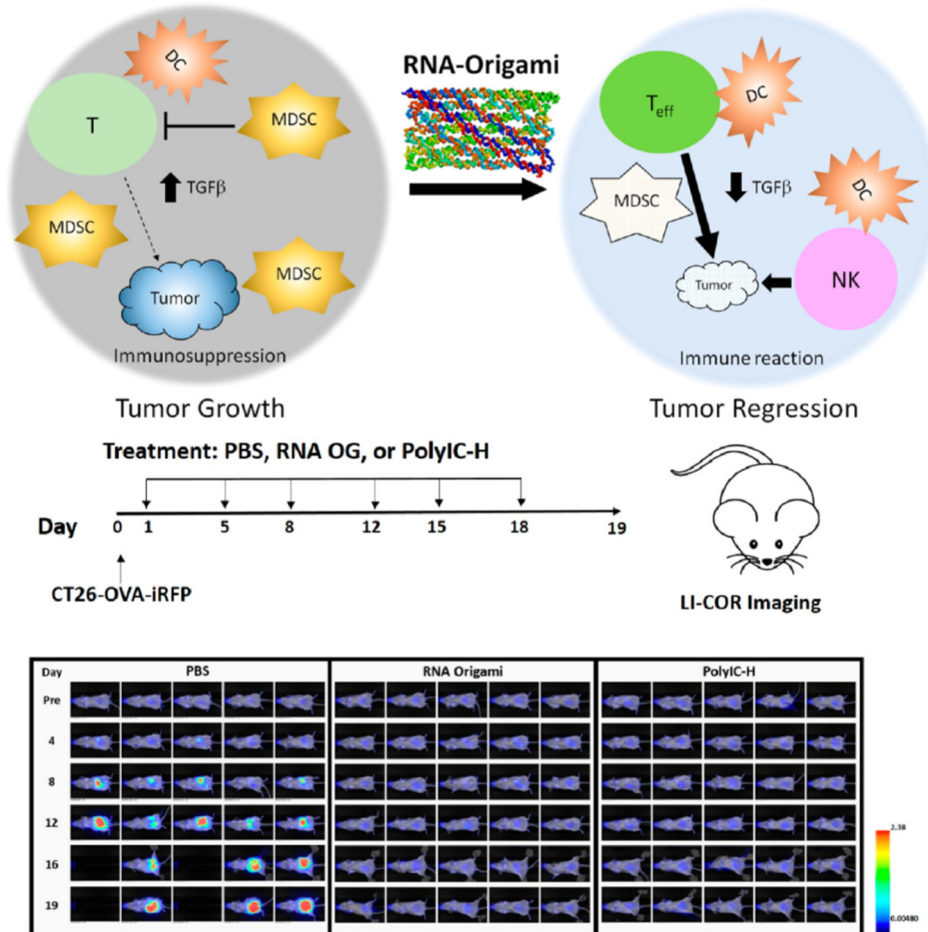 DC
T
MDSC
TGFβ
MDSC
MDSC
Tumor
Immunosuppression
Tumor Growth
RNA-Origami
Teff
DC
MDSC
TGFβ
DC
Tumor
NK
Immune reaction
Tumor Regression
Treatment: PBS, RNA OG, or PolyIC-H
Day 0 1 5 8 12 15 18 19
CT26-OVA-iRFP
LI-COR Imaging
Day PBS RNA Origami PolyIC-H
Pre
4
8
12
16
19
2.38
0.00480